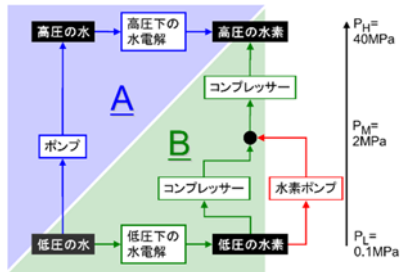 高圧の水
高圧下の
水電解
高圧の水素
P_H=
40MPa
A
コンプレッサー
ポンプ
B
P_M=
2MPa
コンプレッサー
水素ポンプ
低圧の水
低圧下の
水電解
低圧の水素
P_L=
0.1MPa